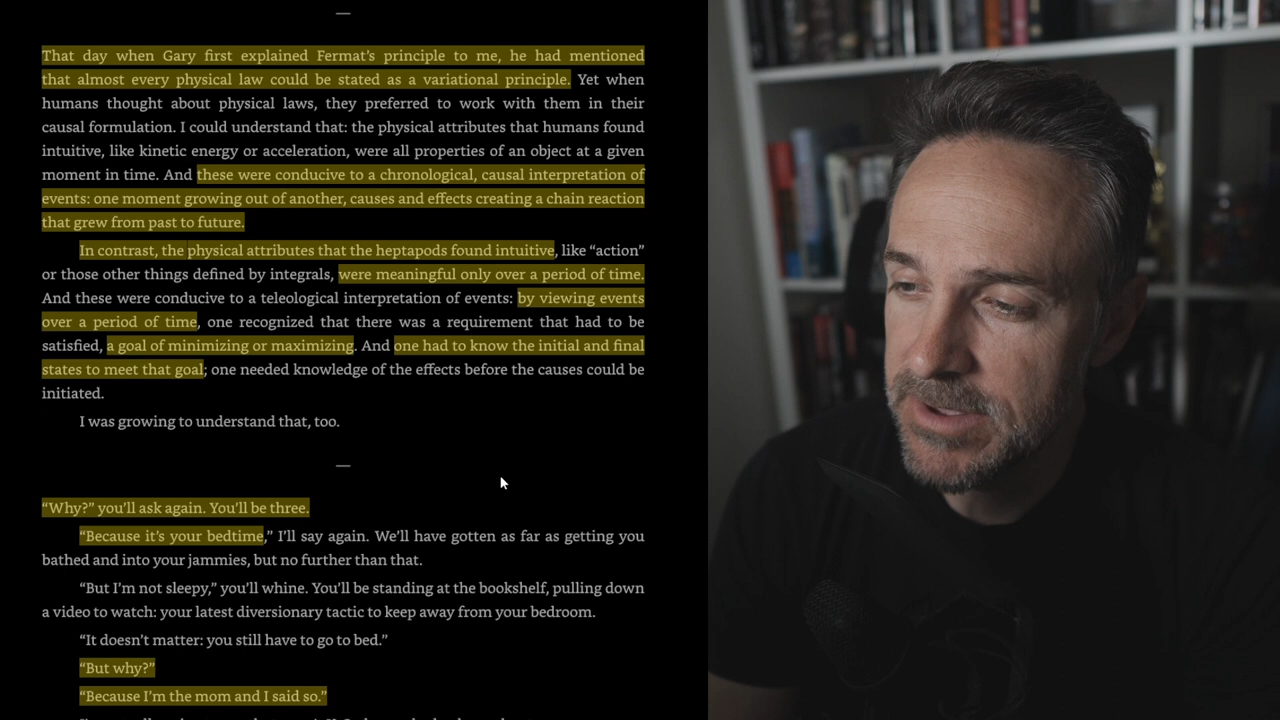 That day when Gary first explained Fermat’s principle to me, he had mentioned
that almost every physical law could be stated as a variational principle. Yet when
humans thought about physical laws, they preferred to work with them in their
causal formulation. I could understand that: the physical attributes that humans found
intuitive, like kinetic energy or acceleration, were all properties of an object at a given
moment in time. And these were conducive to a chronological, causal interpretation of
events: one moment growing out of another, causes and effects creating a chain reaction
that grew from past to future.
In contrast, the physical attributes that the heptapods found intuitive, like “action”
or those other things defined by integrals, were meaningful only over a period of time.
And these were conducive to a teleological interpretation of events: by viewing events
over a period of time, one recognized that there was a requirement that had to be
satisfied, a goal of minimizing or maximizing. And one had to know the initial and final
states to meet that goal; one needed knowledge of the effects before the causes could be
initiated.
I was growing to understand that, too.
—
“Why?” you’ll ask again. You’ll be three.
“Because it’s your bedtime,” I’ll say again. We’ll have gotten as far as getting you
bathed and into your jammies, but no further than that.
“But I’m not sleepy,” you’ll whine. You’ll be standing at the bookshelf, pulling down
a video to watch: your latest diversionary tactic to keep away from your bedroom.
“It doesn’t matter: you still have to go to bed.”
“But why?”
“Because I’m the mom and I said so.”